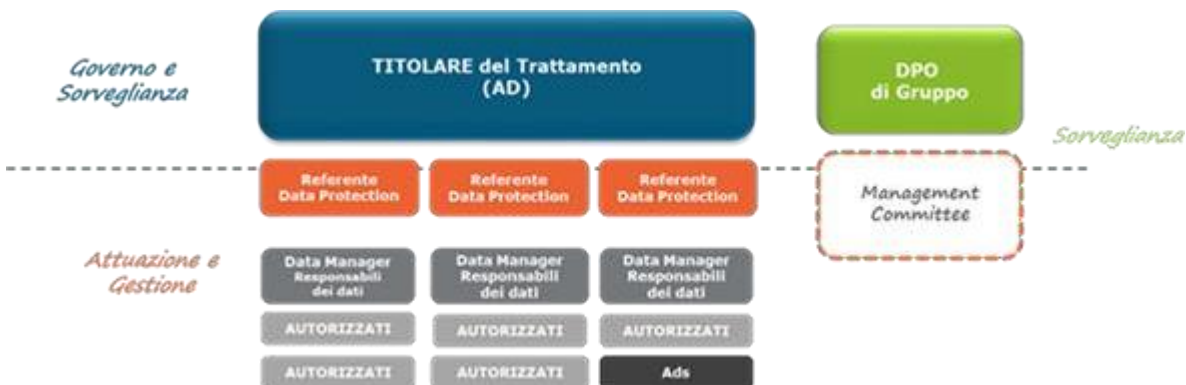 Governo e
Sorveglianza
TITOLARE del Trattamento
(AD)
DPO
di Gruppo
Sorveglianza
Referente
Data Protection
Referente
Data Protection
Referente
Data Protection
Management
Committee
Attuazione e
Gestione
Data Manager
Responsabili
dei dati
Data Manager
Responsabili
dei dati
Data Manager
Responsabili
dei dati
AUTORIZZATI
AUTORIZZATI
AUTORIZZATI
AUTORIZZATI
AUTORIZZATI
Ads